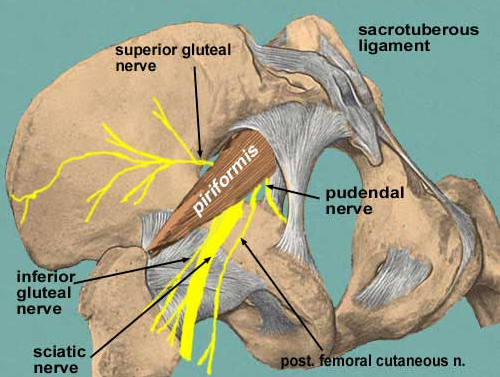 sacrotuberous
ligament
superior gluteal
nerve
piriformis
pudendal
nerve
inferior
gluteal
nerve
sciatic
nerve
post. femoral cutaneous n.